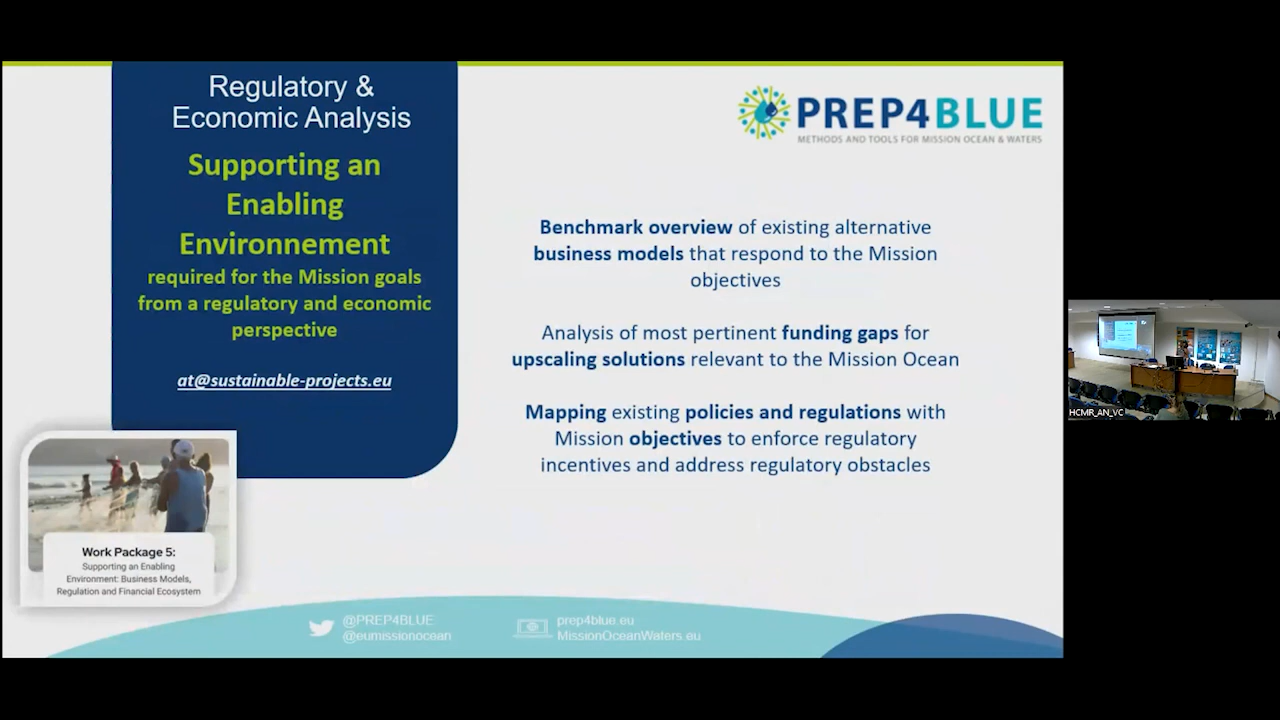 Regulatory &
Economic Analysis
Supporting an
Enabling
Environnement
required for the Mission goals
from a regulatory and economic
perspective
at@sustainable-projects.eu
PREP4BLUE
METHODS AND TOOLS FOR MISSION OCEAN & WATERS
Benchmark overview of existing alternative
business models that respond to the Mission
objectives
Analysis of most pertinent funding gaps for
upscaling solutions relevant to the Mission Ocean
Mapping existing policies and regulations with
Mission objectives to enforce regulatory
incentives and address regulatory obstacles
Work Package 5:
Supporting an Enabling
Environment: Business Models,
Regulation and Financial Ecosystem
@PREP4BLUE
@eumissionocean
prep4blue.eu
MissionOceanWaters.eu
HCMR_AN_VC